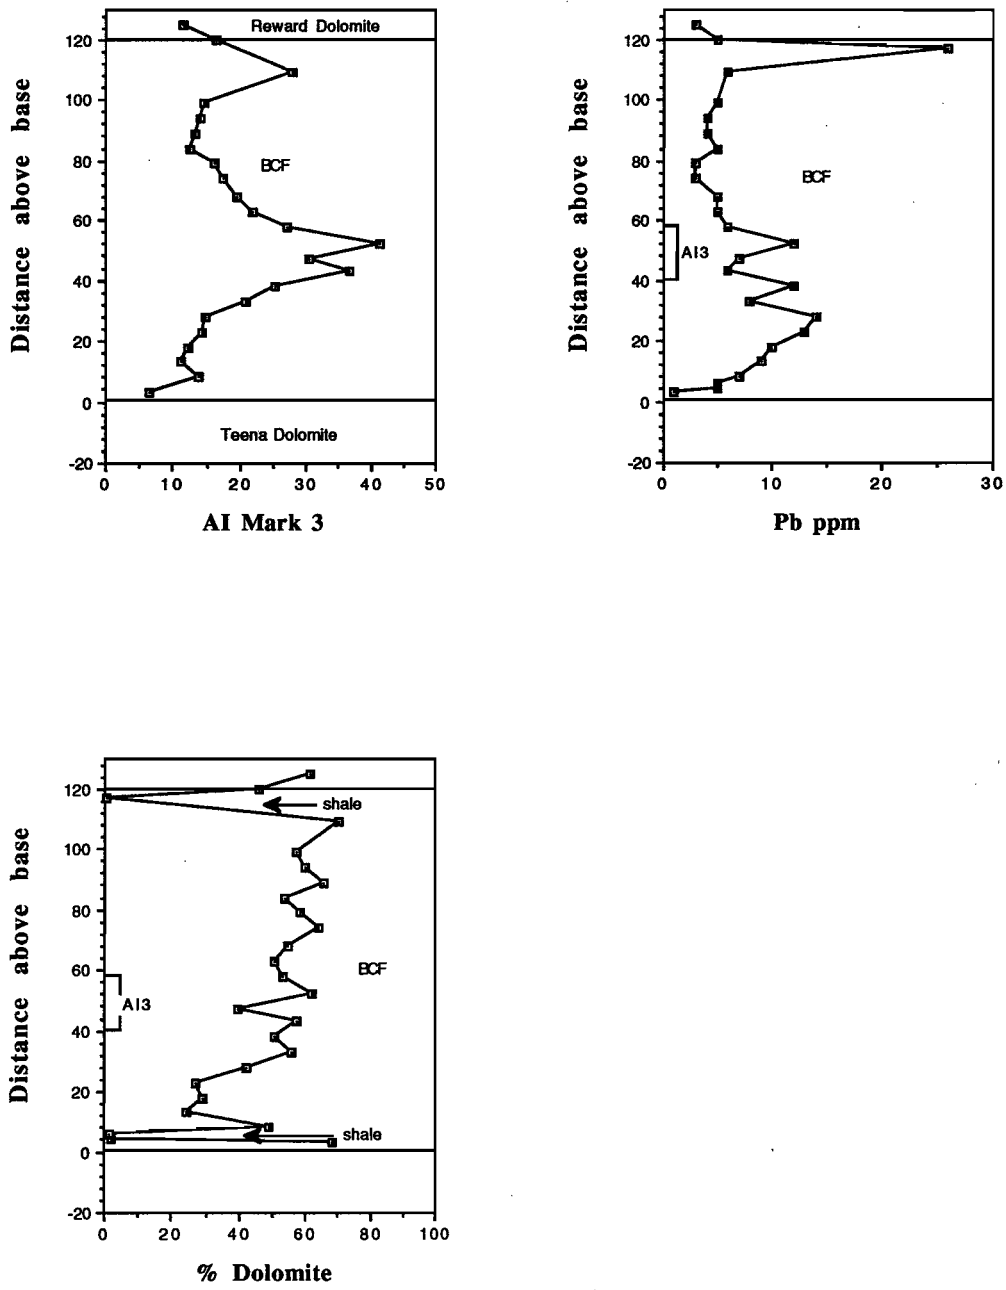 Reward Dolomite
120
100
80
60
40
20
0
-20
BCF
Teena Dolomite
Distance above base
0 10 20 30 40 50
AI Mark 3
120
100
80
60
40
20
0
-20
BCF
AI3
Distance above base
0 10 20 30
Pb ppm
120
100
80
60
40
20
0
-20
shale
BCF
AI3
shale
Distance above base
0 20 40 60 80 100
% Dolomite